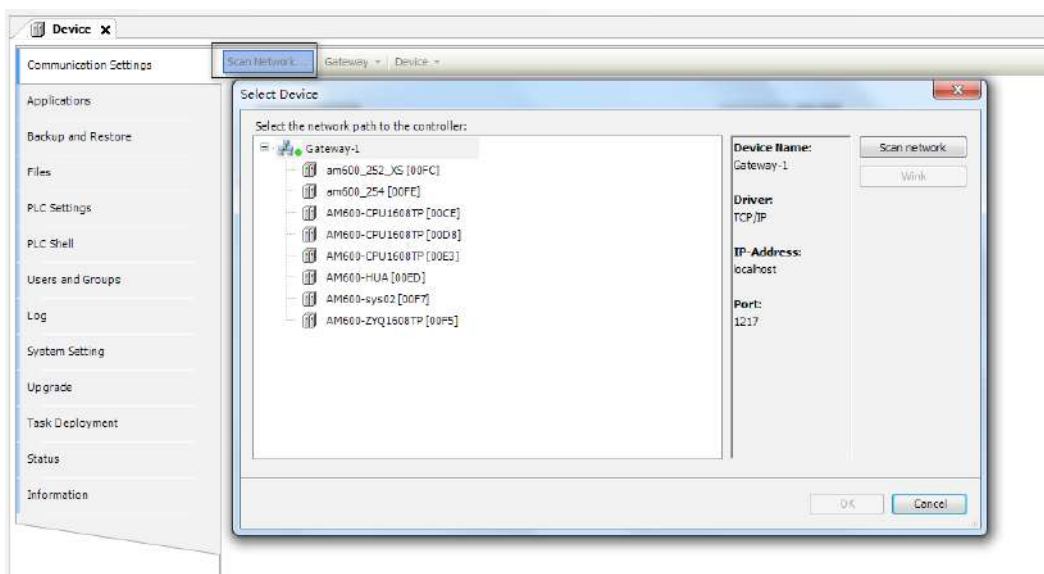 Device
Communication Settings
Scan Network...
Gateway
Device
Applications
Backup and Restore
Files
PLC Settings
PLC Shell
Users and Groups
Log
System Setting
Upgrade
Task Deployment
Status
Information
Select Device
Select the network path to the controller:
Gateway-1
am600_252_XS [00FC]
am600_254 [00FE]
AM600-CPU1608TP [00CE]
AM600-CPU1608TP [00D8]
AM600-CPU1608TP [00E3]
AM600-HUA [00ED]
AM600-sys02 [00F7]
AM600-ZYQ1608TP [00F5]
Device Name:
Gateway-1
Driver:
TCP/IP
IP-Address:
localhost
Port:
1217
Scan network
Wink
OK
Cancel